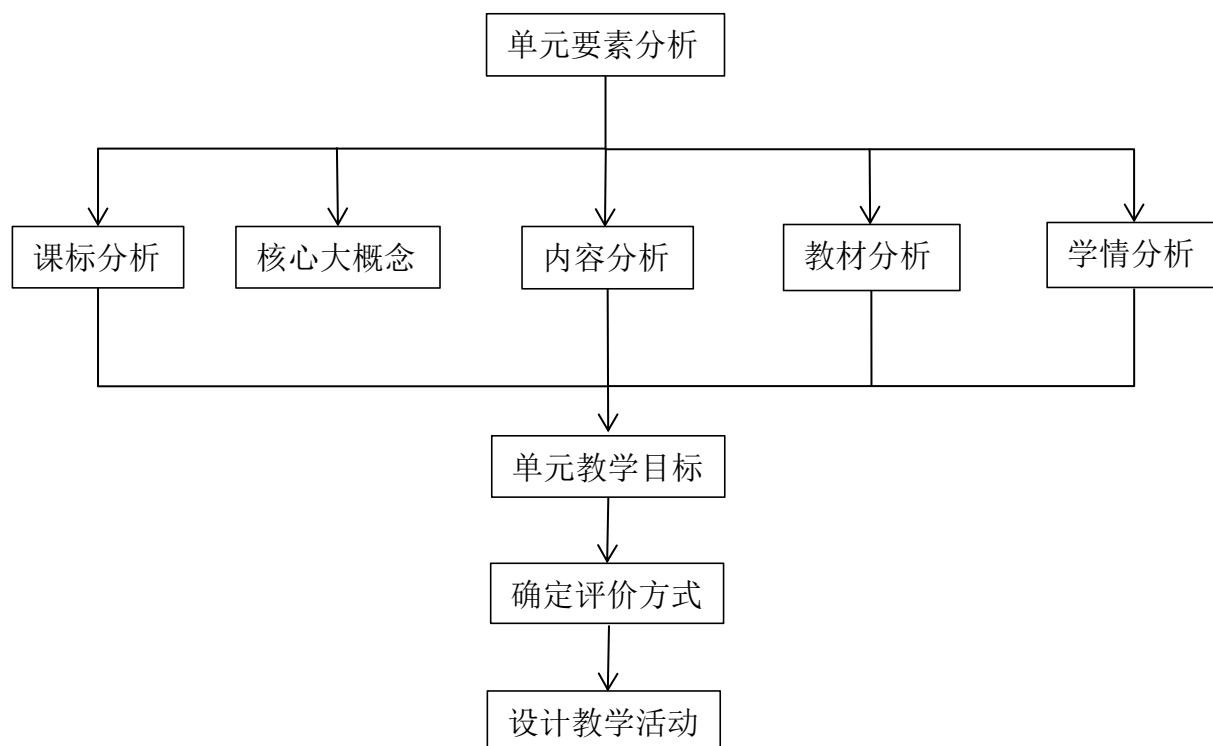 单元要素分析
课标分析
核心大概念
内容分析
教材分析
学情分析
单元教学目标
确定评价方式
设计教学活动